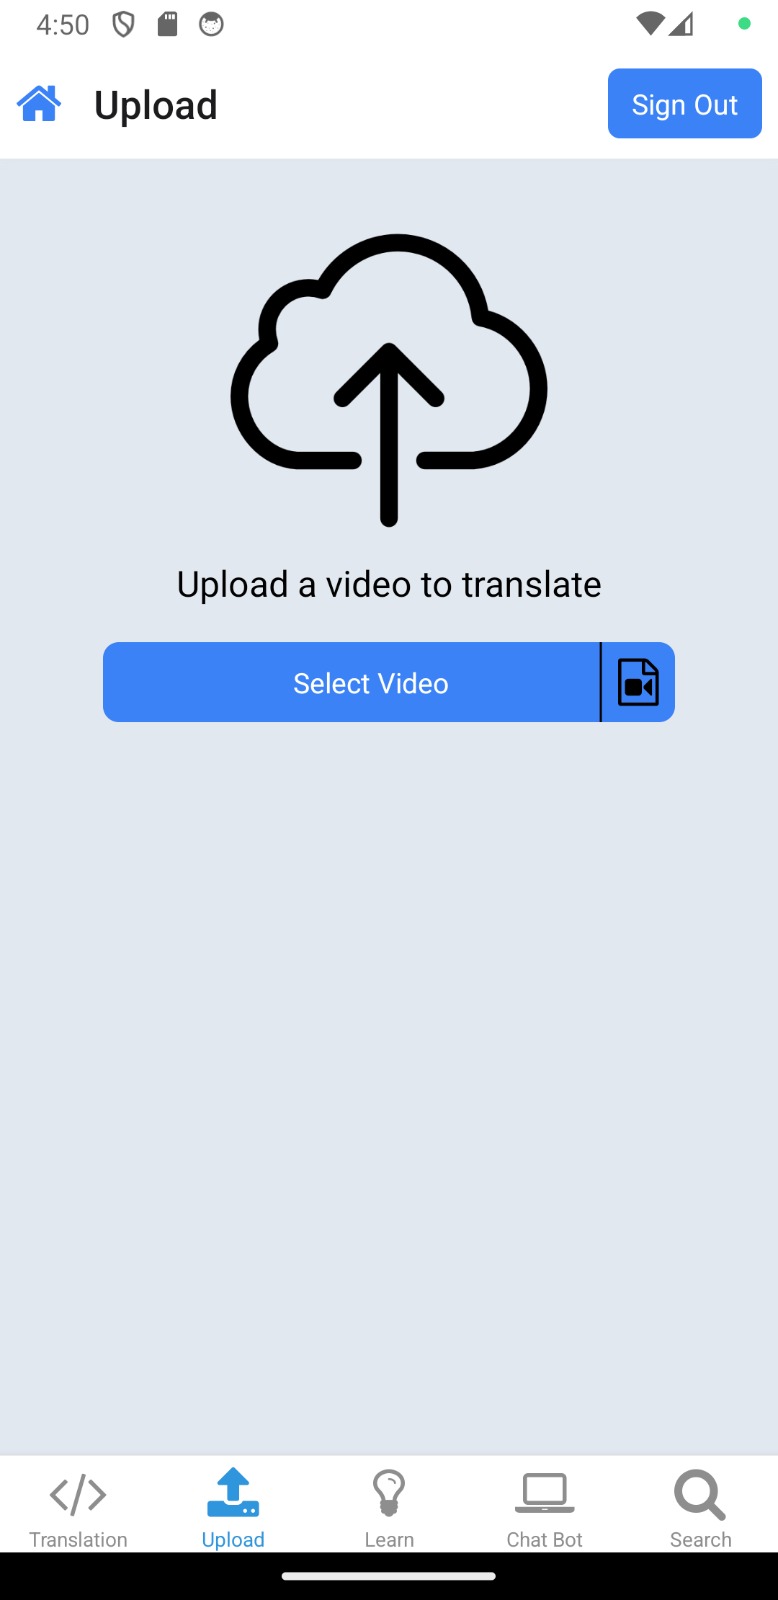 4:50
Upload
Sign Out
Upload a video to translate
Select Video
Translation
Upload
Learn
Chat Bot
Search